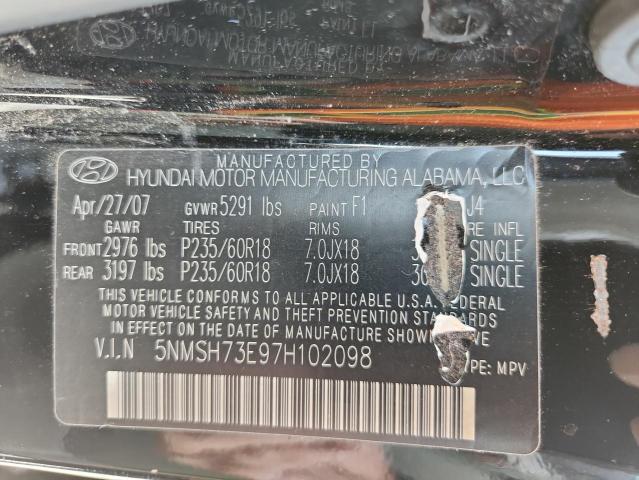 MANUFACTURED BY
HYUNDAI MOTOR MANUFACTURING ALABAMA, LLC
Apr/27/07 GVWR 5291 lbs PAINT F1 J4
GAWR TIRES RIMS RE INFL
FRONT 2976 lbs P235/60R18 7.0JX18 SINGLE
REAR 3197 lbs P235/60R18 7.0JX18 SINGLE
THIS VEHICLE CONFORMS TO ALL APPLICABLE U.S.A. FEDERAL
MOTOR VEHICLE SAFETY AND THEFT PREVENTION STANDARDS
IN EFFECT ON THE DATE OF MANUFACTURE SHOWN
V.I.N 5NMSH73E97H102098 TYPE: MPV